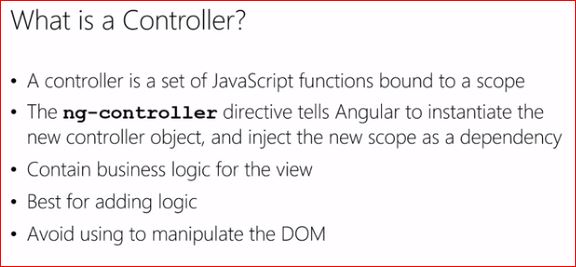 What is a Controller?
• A controller is a set of JavaScript functions bound to a scope
• The ng-controller directive tells Angular to instantiate the
new controller object, and inject the new scope as a dependency
• Contain business logic for the view
• Best for adding logic
• Avoid using to manipulate the DOM